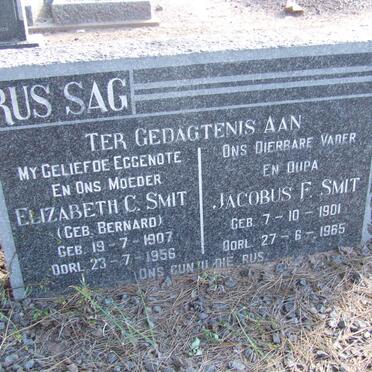 RUS SAG
TER GEDAGTENIS AAN
MY GELIEFDE EGGENOTE
EN ONS MOEDER
ELIZABETH C. SMIT
(GEB. BERNARD)
GEB. 19-7-1907
OORL. 23-7-1956
ONS DIERBARE VADER
EN OUPA
JACOBUS F. SMIT
GEB. 7-10-1901
OORL. 27-6-1965
ONS GUN U DIE RUS